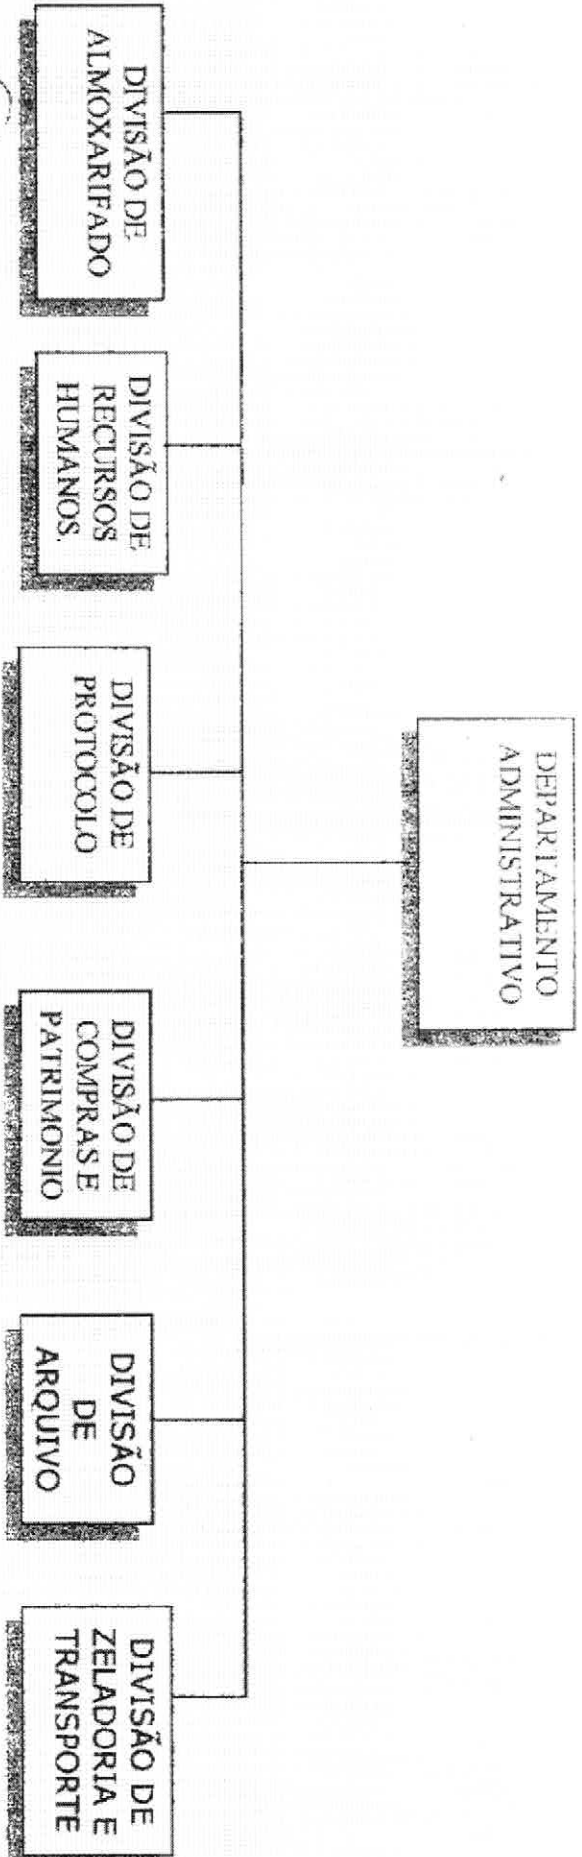 DEPARTAMENTO
ADMINISTRATIVO
DIVISÃO DE
ALMOXARIFADO
DIVISÃO DE
RECURSOS
HUMANOS.
DIVISÃO DE
PROTOCOLO
DIVISÃO DE
COMPRAS E
PATRIMONIO
DIVISÃO
DE
ARQUIVO
DIVISÃO DE
ZELADORIA E
TRANSPORTE